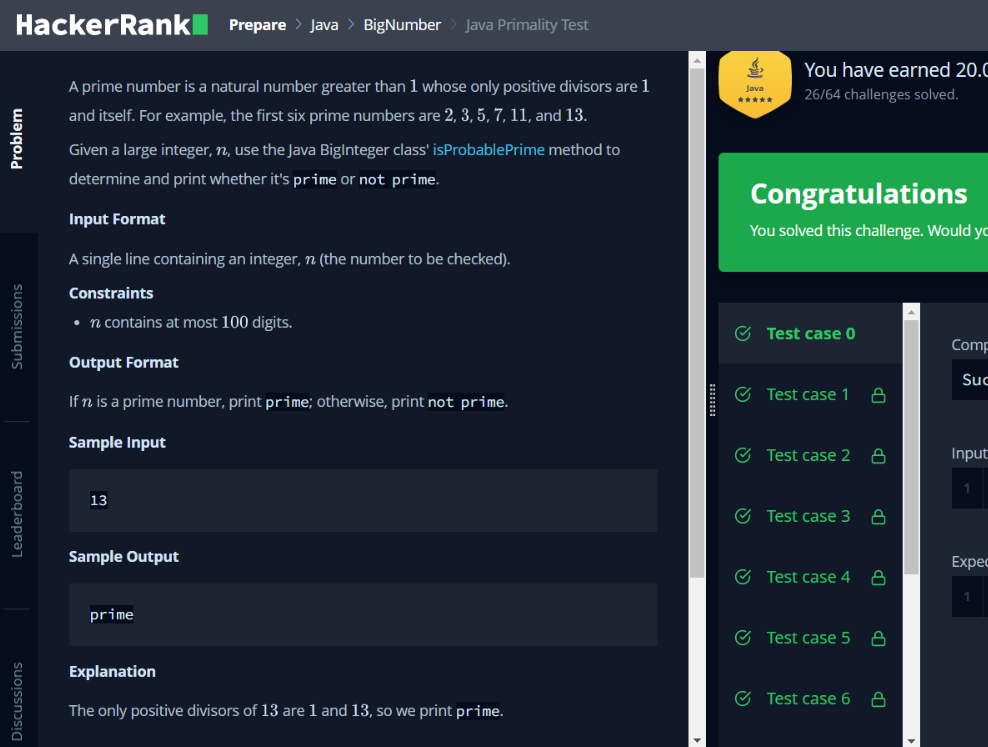 HackerRank
Prepare > Java > BigNumber > Java Primality Test
Problem
Submissions
Leaderboard
Discussions
A prime number is a natural number greater than 1 whose only positive divisors are 1
and itself. For example, the first six prime numbers are 2, 3, 5, 7, 11, and 13.
Given a large integer, n, use the Java BigInteger class' isProbablePrime method to
determine and print whether it's prime or not prime.
Input Format
A single line containing an integer, n (the number to be checked).
Constraints
• n contains at most 100 digits.
Output Format
If n is a prime number, print prime; otherwise, print not prime.
Sample Input
13
Sample Output
prime
Explanation
The only positive divisors of 13 are 1 and 13, so we print prime.
Java
★★★★★
You have earned 20.0
26/64 challenges solved.
Congratulations
You solved this challenge. Would yo
Test case 0
Test case 1
Test case 2
Test case 3
Test case 4
Test case 5
Test case 6
Comp
Suc
Input
1
Expec
1